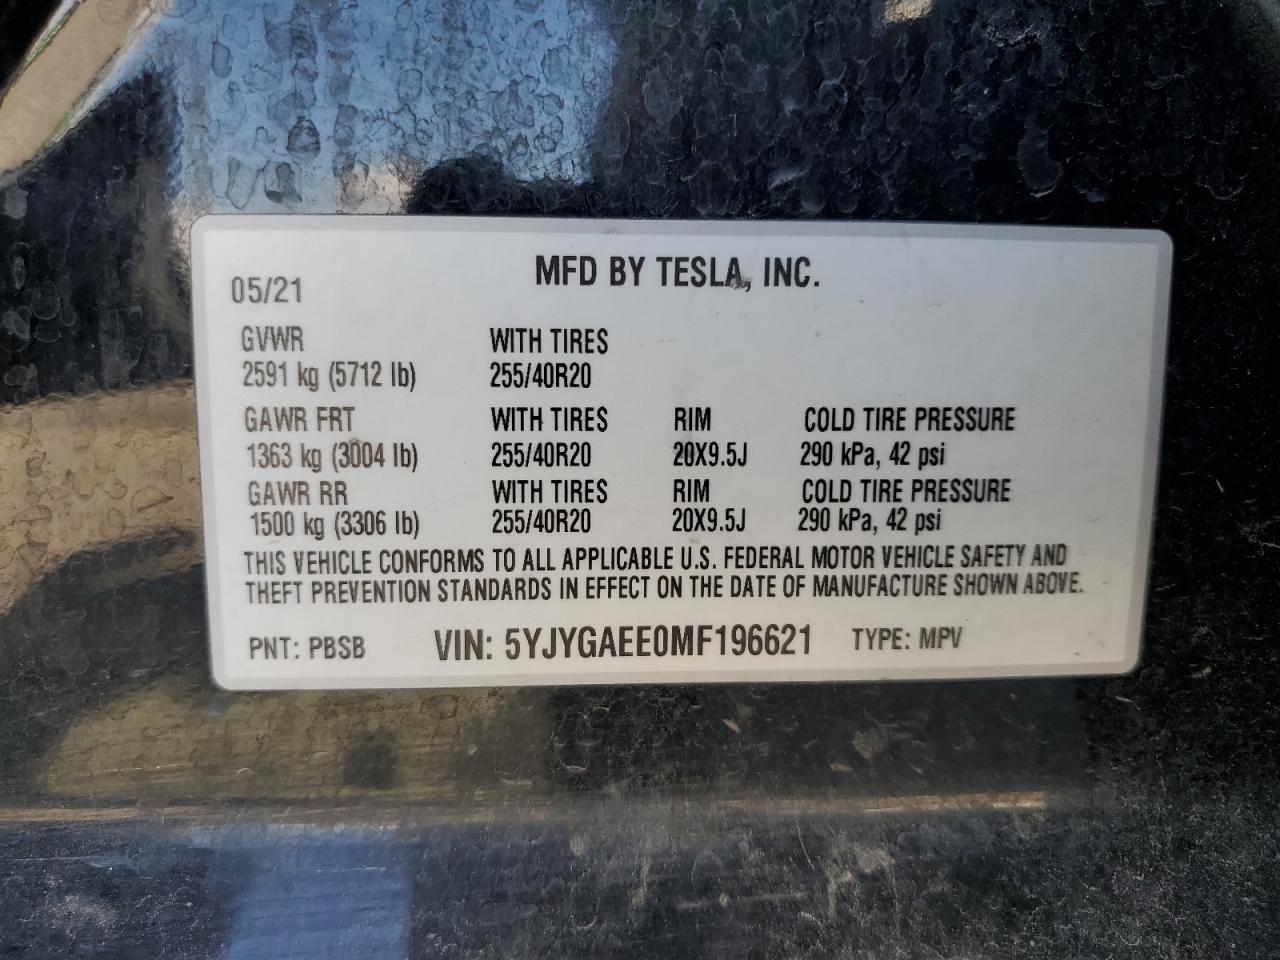 MFD BY TESLA, INC.
05/21
GVWR WITH TIRES
2591 kg (5712 lb) 255/40R20
GAWR FRT WITH TIRES RIM COLD TIRE PRESSURE
1363 kg (3004 lb) 255/40R20 20X9.5J 290 kPa, 42 psi
GAWR RR WITH TIRES RIM COLD TIRE PRESSURE
1500 kg (3306 lb) 255/40R20 20X9.5J 290 kPa, 42 psi
THIS VEHICLE CONFORMS TO ALL APPLICABLE U.S. FEDERAL MOTOR VEHICLE SAFETY AND
THEFT PREVENTION STANDARDS IN EFFECT ON THE DATE OF MANUFACTURE SHOWN ABOVE.
PNT: PBSB VIN: 5YJYGAEE0MF196621 TYPE: MPV